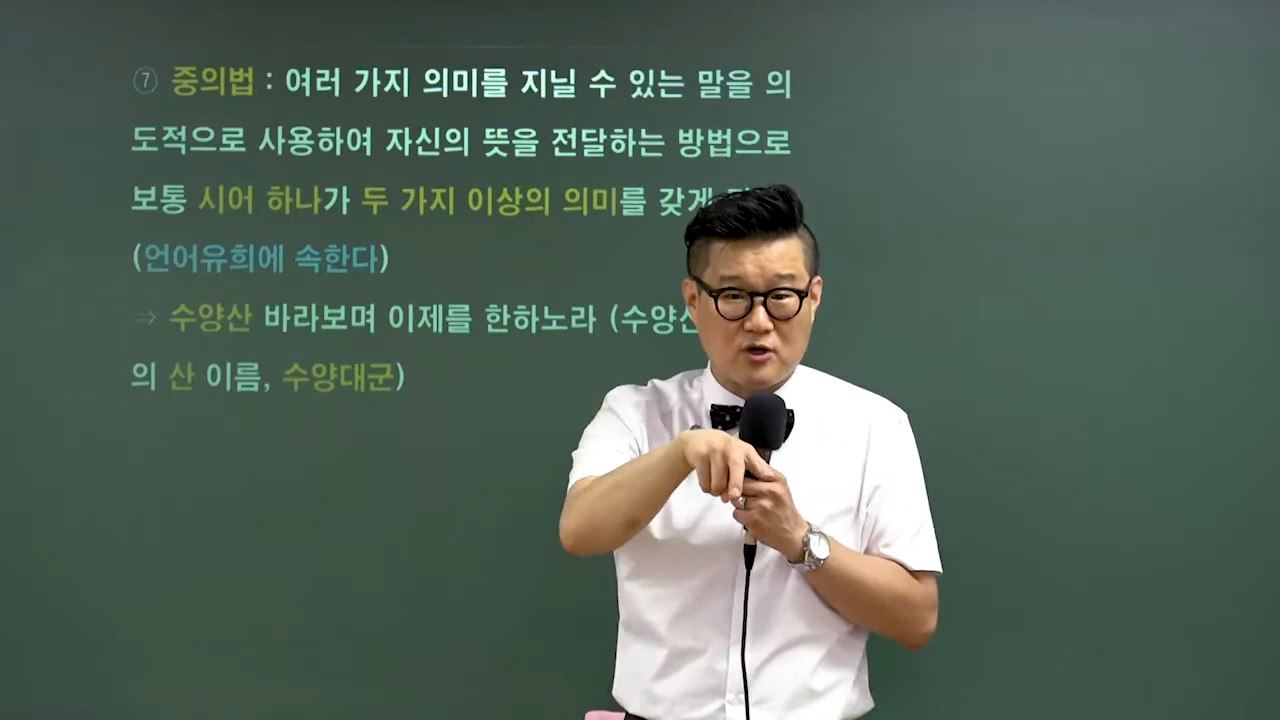 ⑦ 중의법 : 여러 가지 의미를 지닐 수 있는 말을 의
도적으로 사용하여 자신의 뜻을 전달하는 방법으로
보통 시어 하나가 두 가지 이상의 의미를 갖게
(언어유희에 속한다)
⇒ 수양산 바라보며 이제를 한하노라 (수양산
의 산 이름, 수양대군)